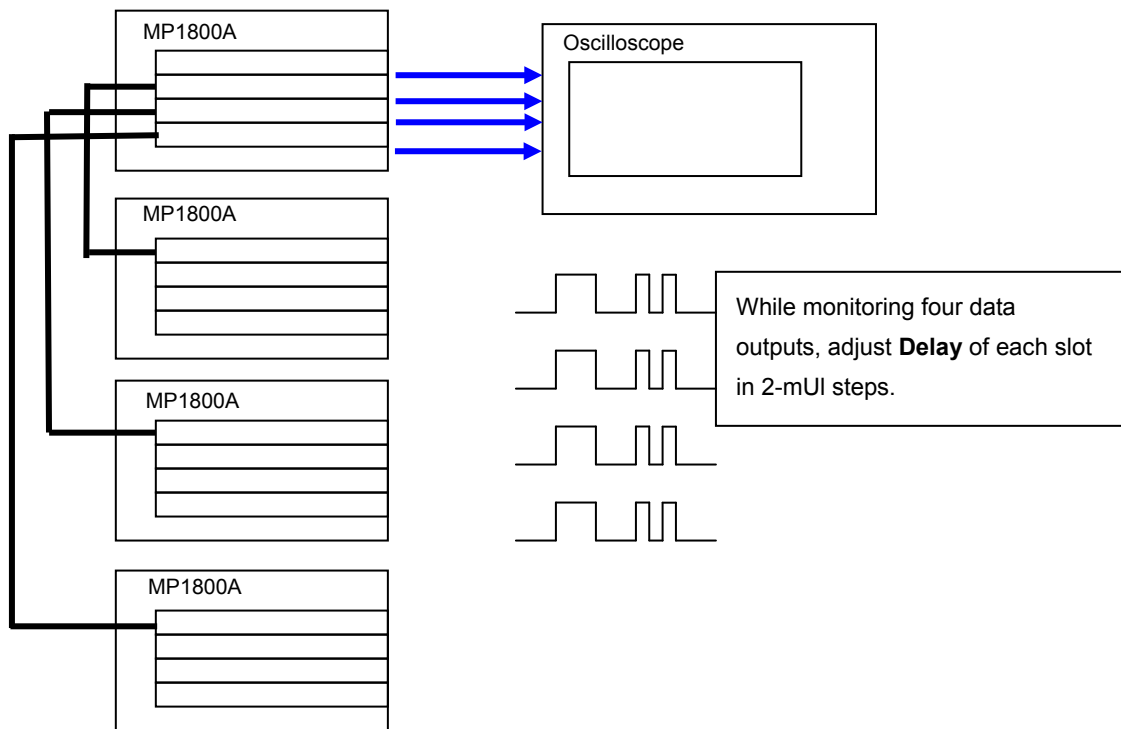 MP1800A
Oscilloscope
MP1800A
While monitoring four data
outputs, adjust Delay of each slot
in 2-mUI steps.
MP1800A
MP1800A